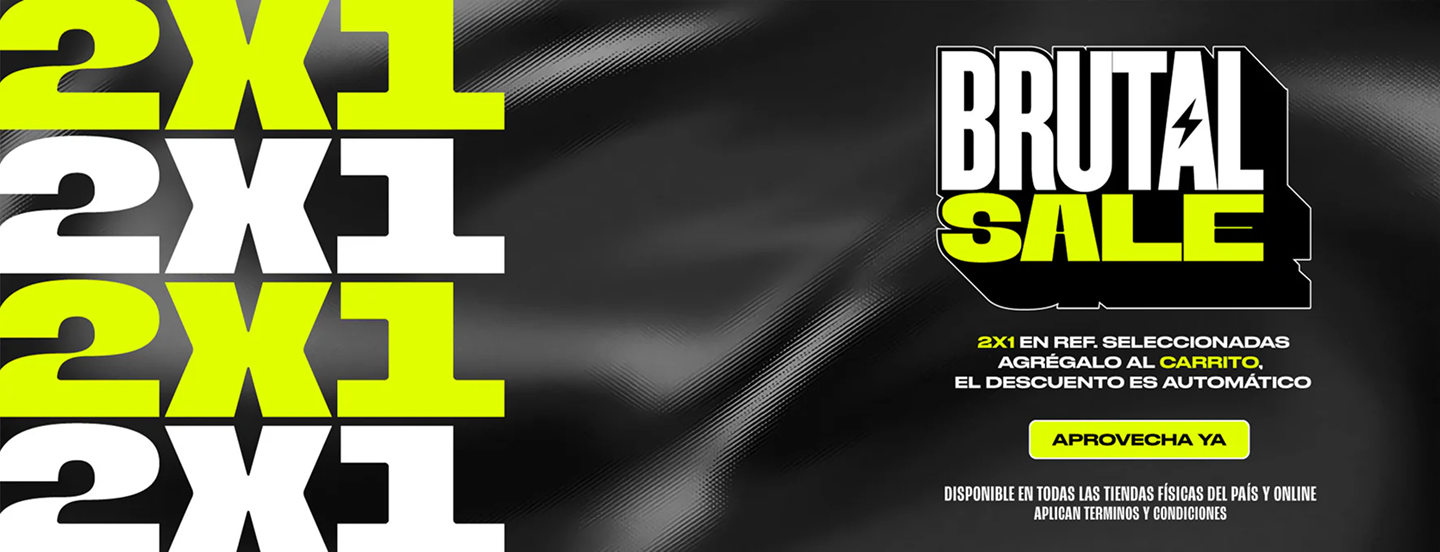 2X1
2X1
2X1
2X1
BRUTAL
SALE
2X1 EN REF. SELECCIONADAS
AGRÉGALO AL CARRITO,
EL DESCUENTO ES AUTOMÁTICO
APROVECHA YA
DISPONIBLE EN TODAS LAS TIENDAS FÍSICAS DEL PAÍS Y ONLINE
APLICAN TERMINOS Y CONDICIONES